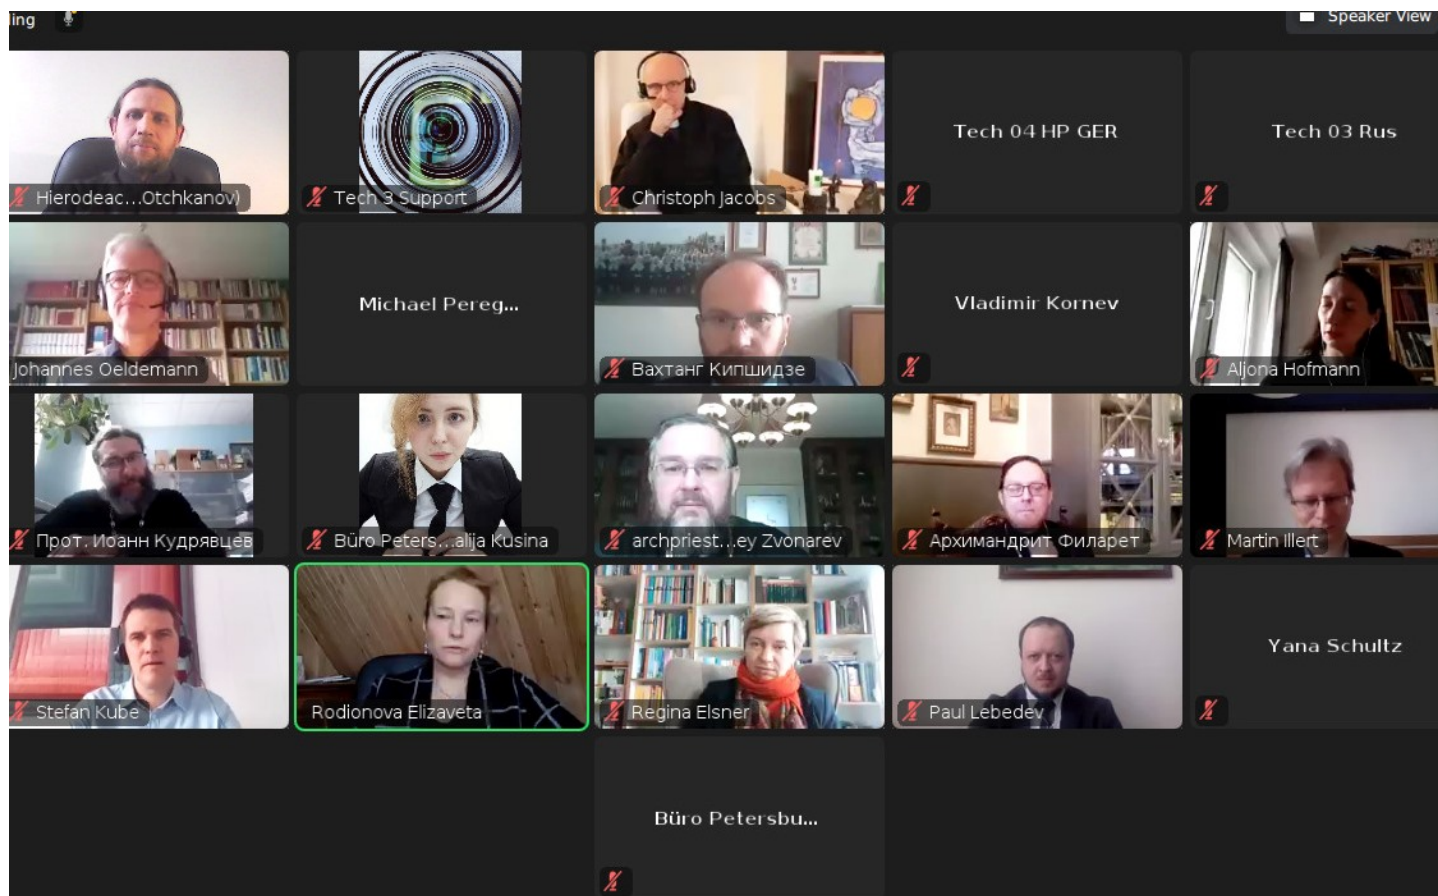 ling
Speaker View
Hierodeac...Otchkanov)
Tech 3 Support
Christoph Jacobs
Tech 04 HP GER
Tech 03 Rus
Johannes Oeldemann
Michael Pereg...
Вахтанг Кипшидзе
Vladimir Kornev
Aljona Hofmann
Прот. Иоанн Кудрявцев
Büro Peters...alija Kusina
archpriest...ey Zvonarev
Архимандрит Филарет
Martin Illert
Stefan Kube
Rodionova Elizaveta
Regina Elsner
Paul Lebedev
Yana Schultz
Büro Petersbu...